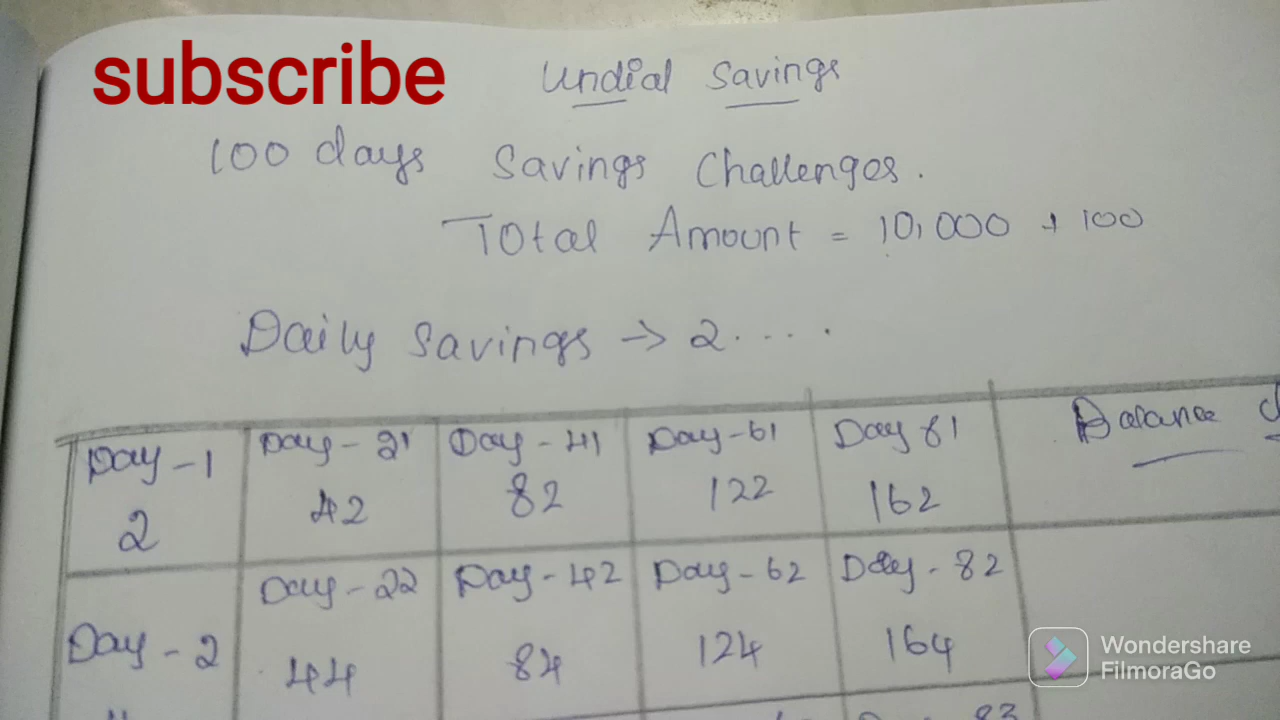 subscribe
Undial Savings
100 days Savings Challenges.
Total Amount = 10,000 + 100
Daily Savings → 2.....
Day-1 Day-21 Day-41 Day-61 Day 81 Balance
2 42 82 122 162
Day-2 Day-22 Day-42 Day-62 Day-82
44 84 124 164
83
Wondershare
FilmoraGo